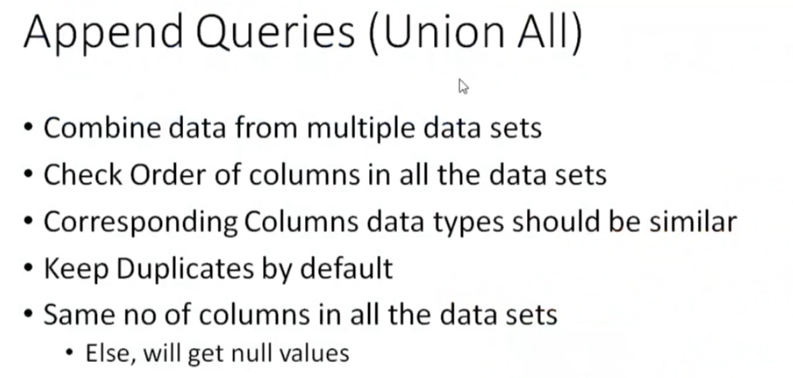 Append Queries (Union All)
• Combine data from multiple data sets
• Check Order of columns in all the data sets
• Corresponding Columns data types should be similar
• Keep Duplicates by default
• Same no of columns in all the data sets
• Else, will get null values